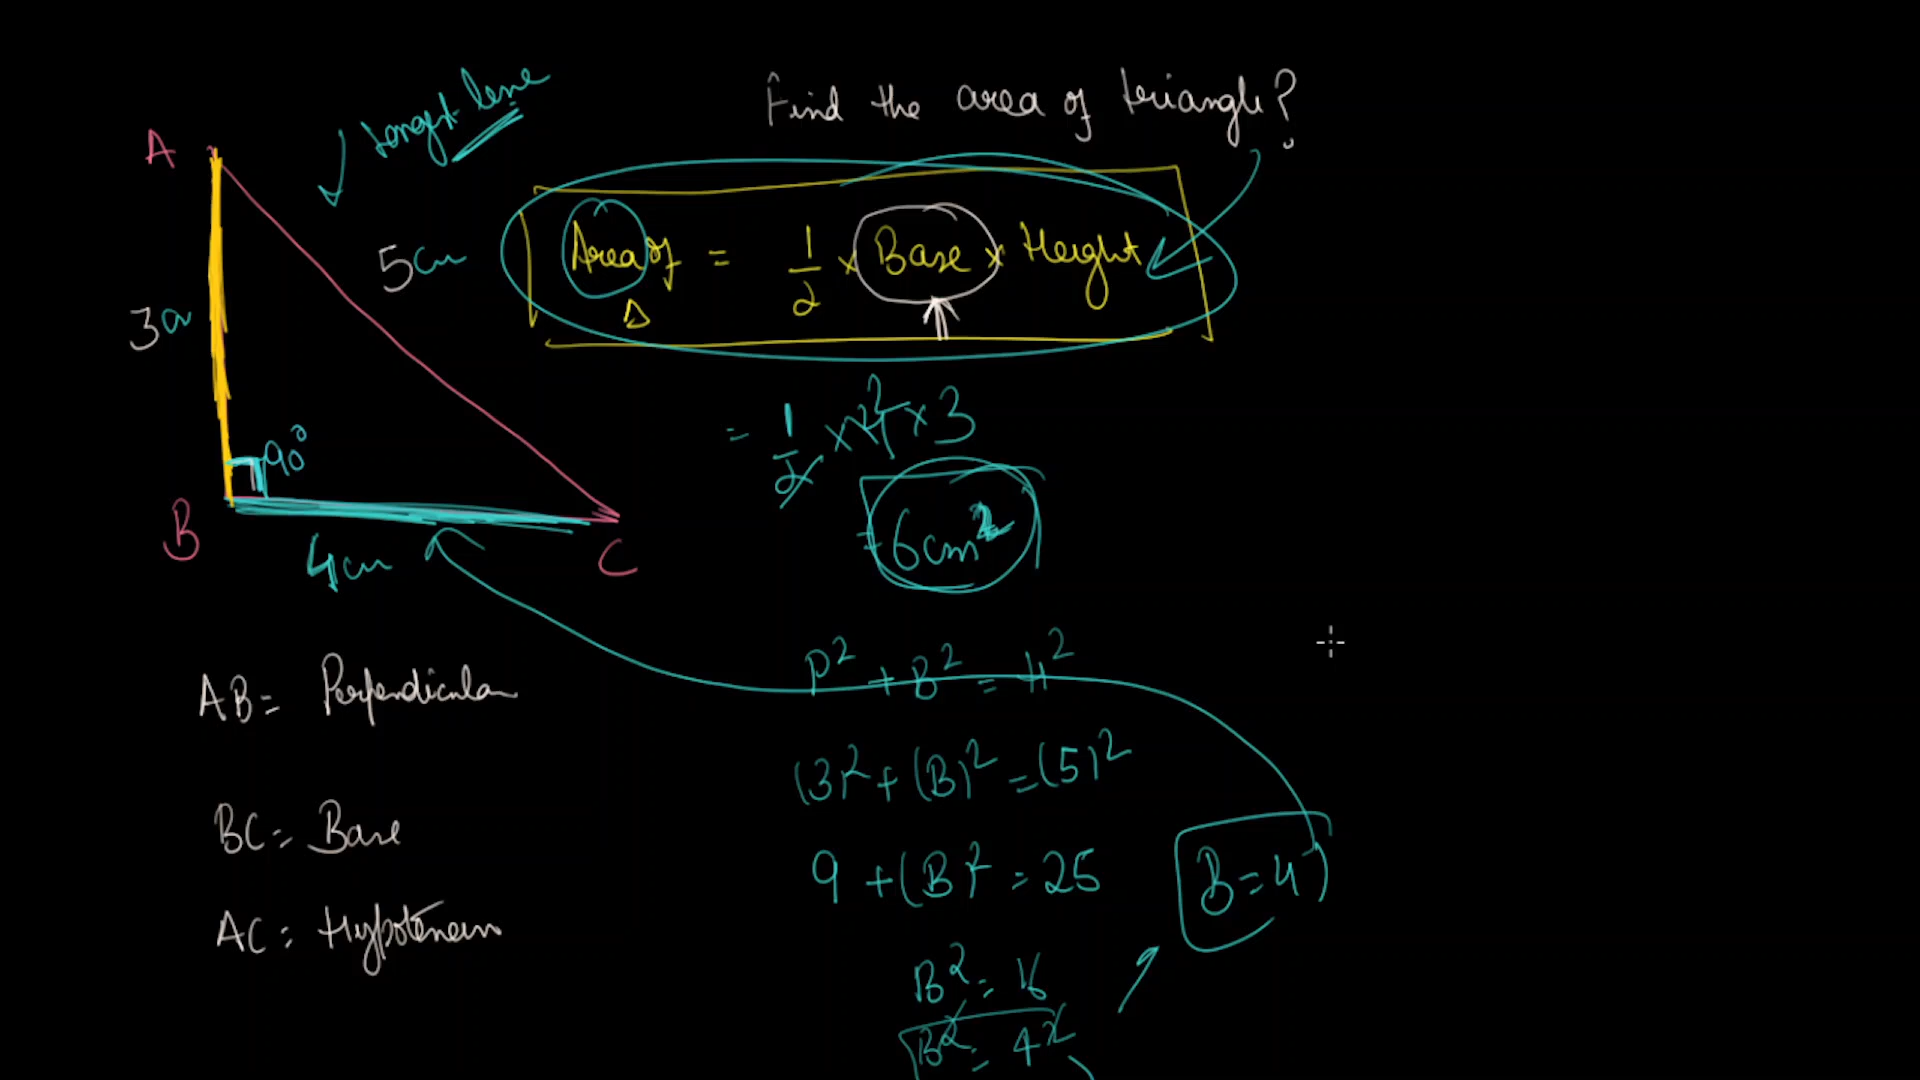 Find the area of triangle?
longest line
A
5cm
3cm
Area of Δ = 1/2 × Base × Height
90°
B
4cm
C
= 1/2 × 4 2 × 3
= 6cm²
P² + B² = H²
AB = Perpendicular
(3)² + (B)² = (5)²
BC = Base
9 + (B)² = 25
B = 4
AC = Hypotenuse
B² = 16
B² = 4²